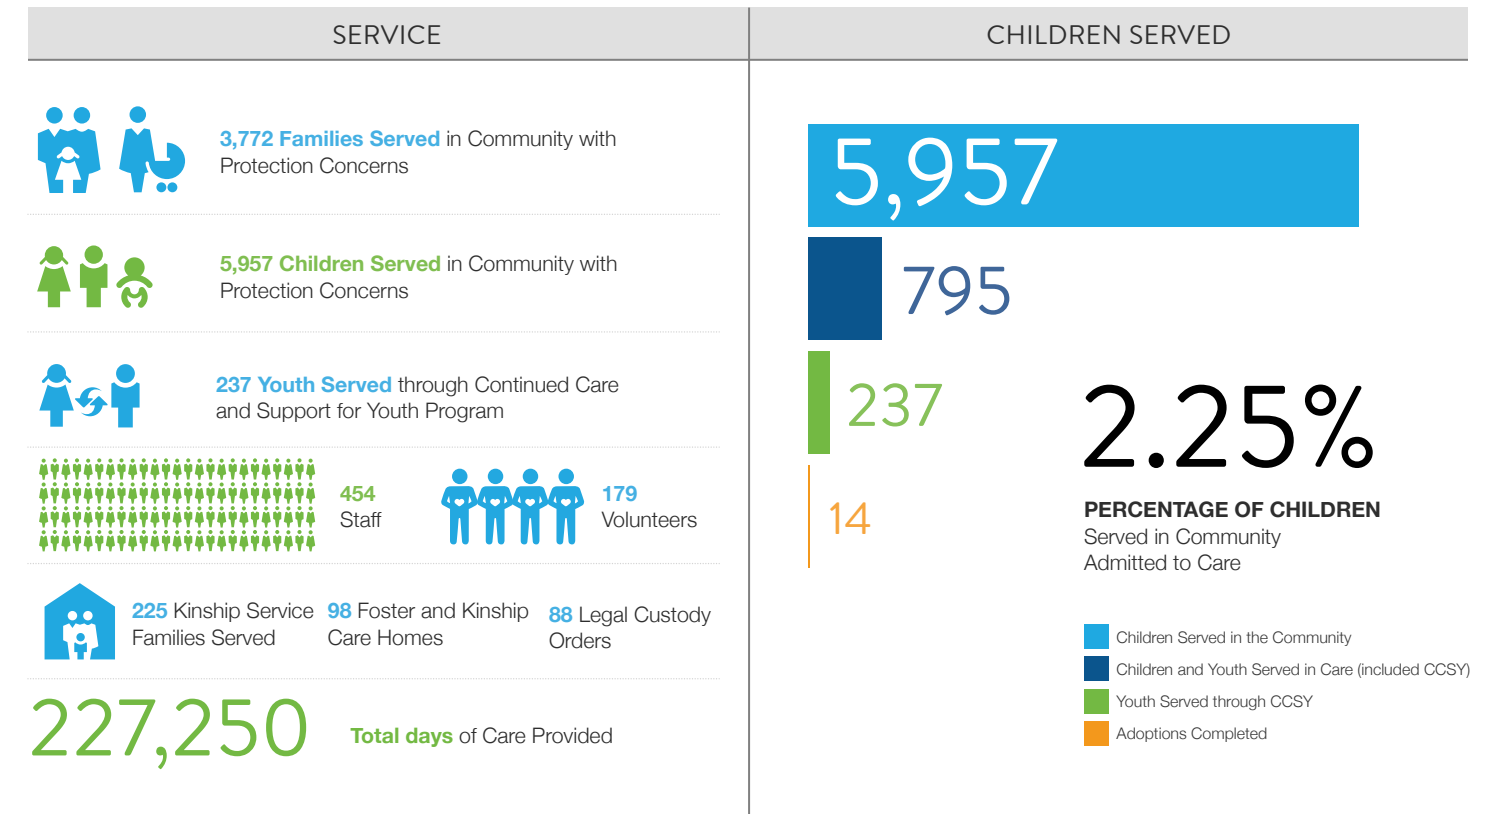 SERVICE
3,772 Families Served in Community with
Protection Concerns
5,957 Children Served in Community with
Protection Concerns
237 Youth Served through Continued Care
and Support for Youth Program
454
Staff
179
Volunteers
225 Kinship Service
Families Served
98 Foster and Kinship
Care Homes
88 Legal Custody
Orders
227,250
Total days of Care Provided
CHILDREN SERVED
5,957
795
237
14
2.25%
PERCENTAGE OF CHILDREN
Served in Community
Admitted to Care
Children Served in the Community
Children and Youth Served in Care (included CCSY)
Youth Served through CCSY
Adoptions Completed